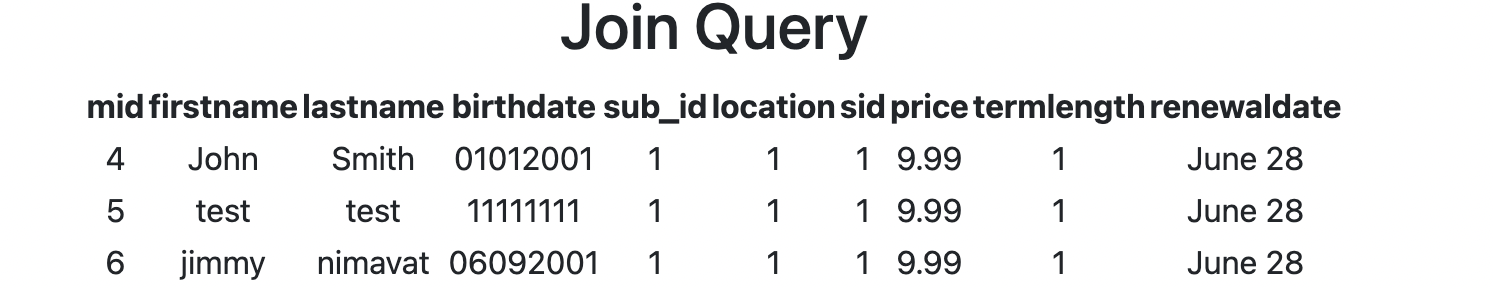 Join Query
mid firstname lastname birthdate sub_id location sid price termlength renewaldate
4 John Smith 01012001 1 1 1 9.99 1 June 28
5 test test 11111111 1 1 1 9.99 1 June 28
6 jimmy nimavat 06092001 1 1 1 9.99 1 June 28